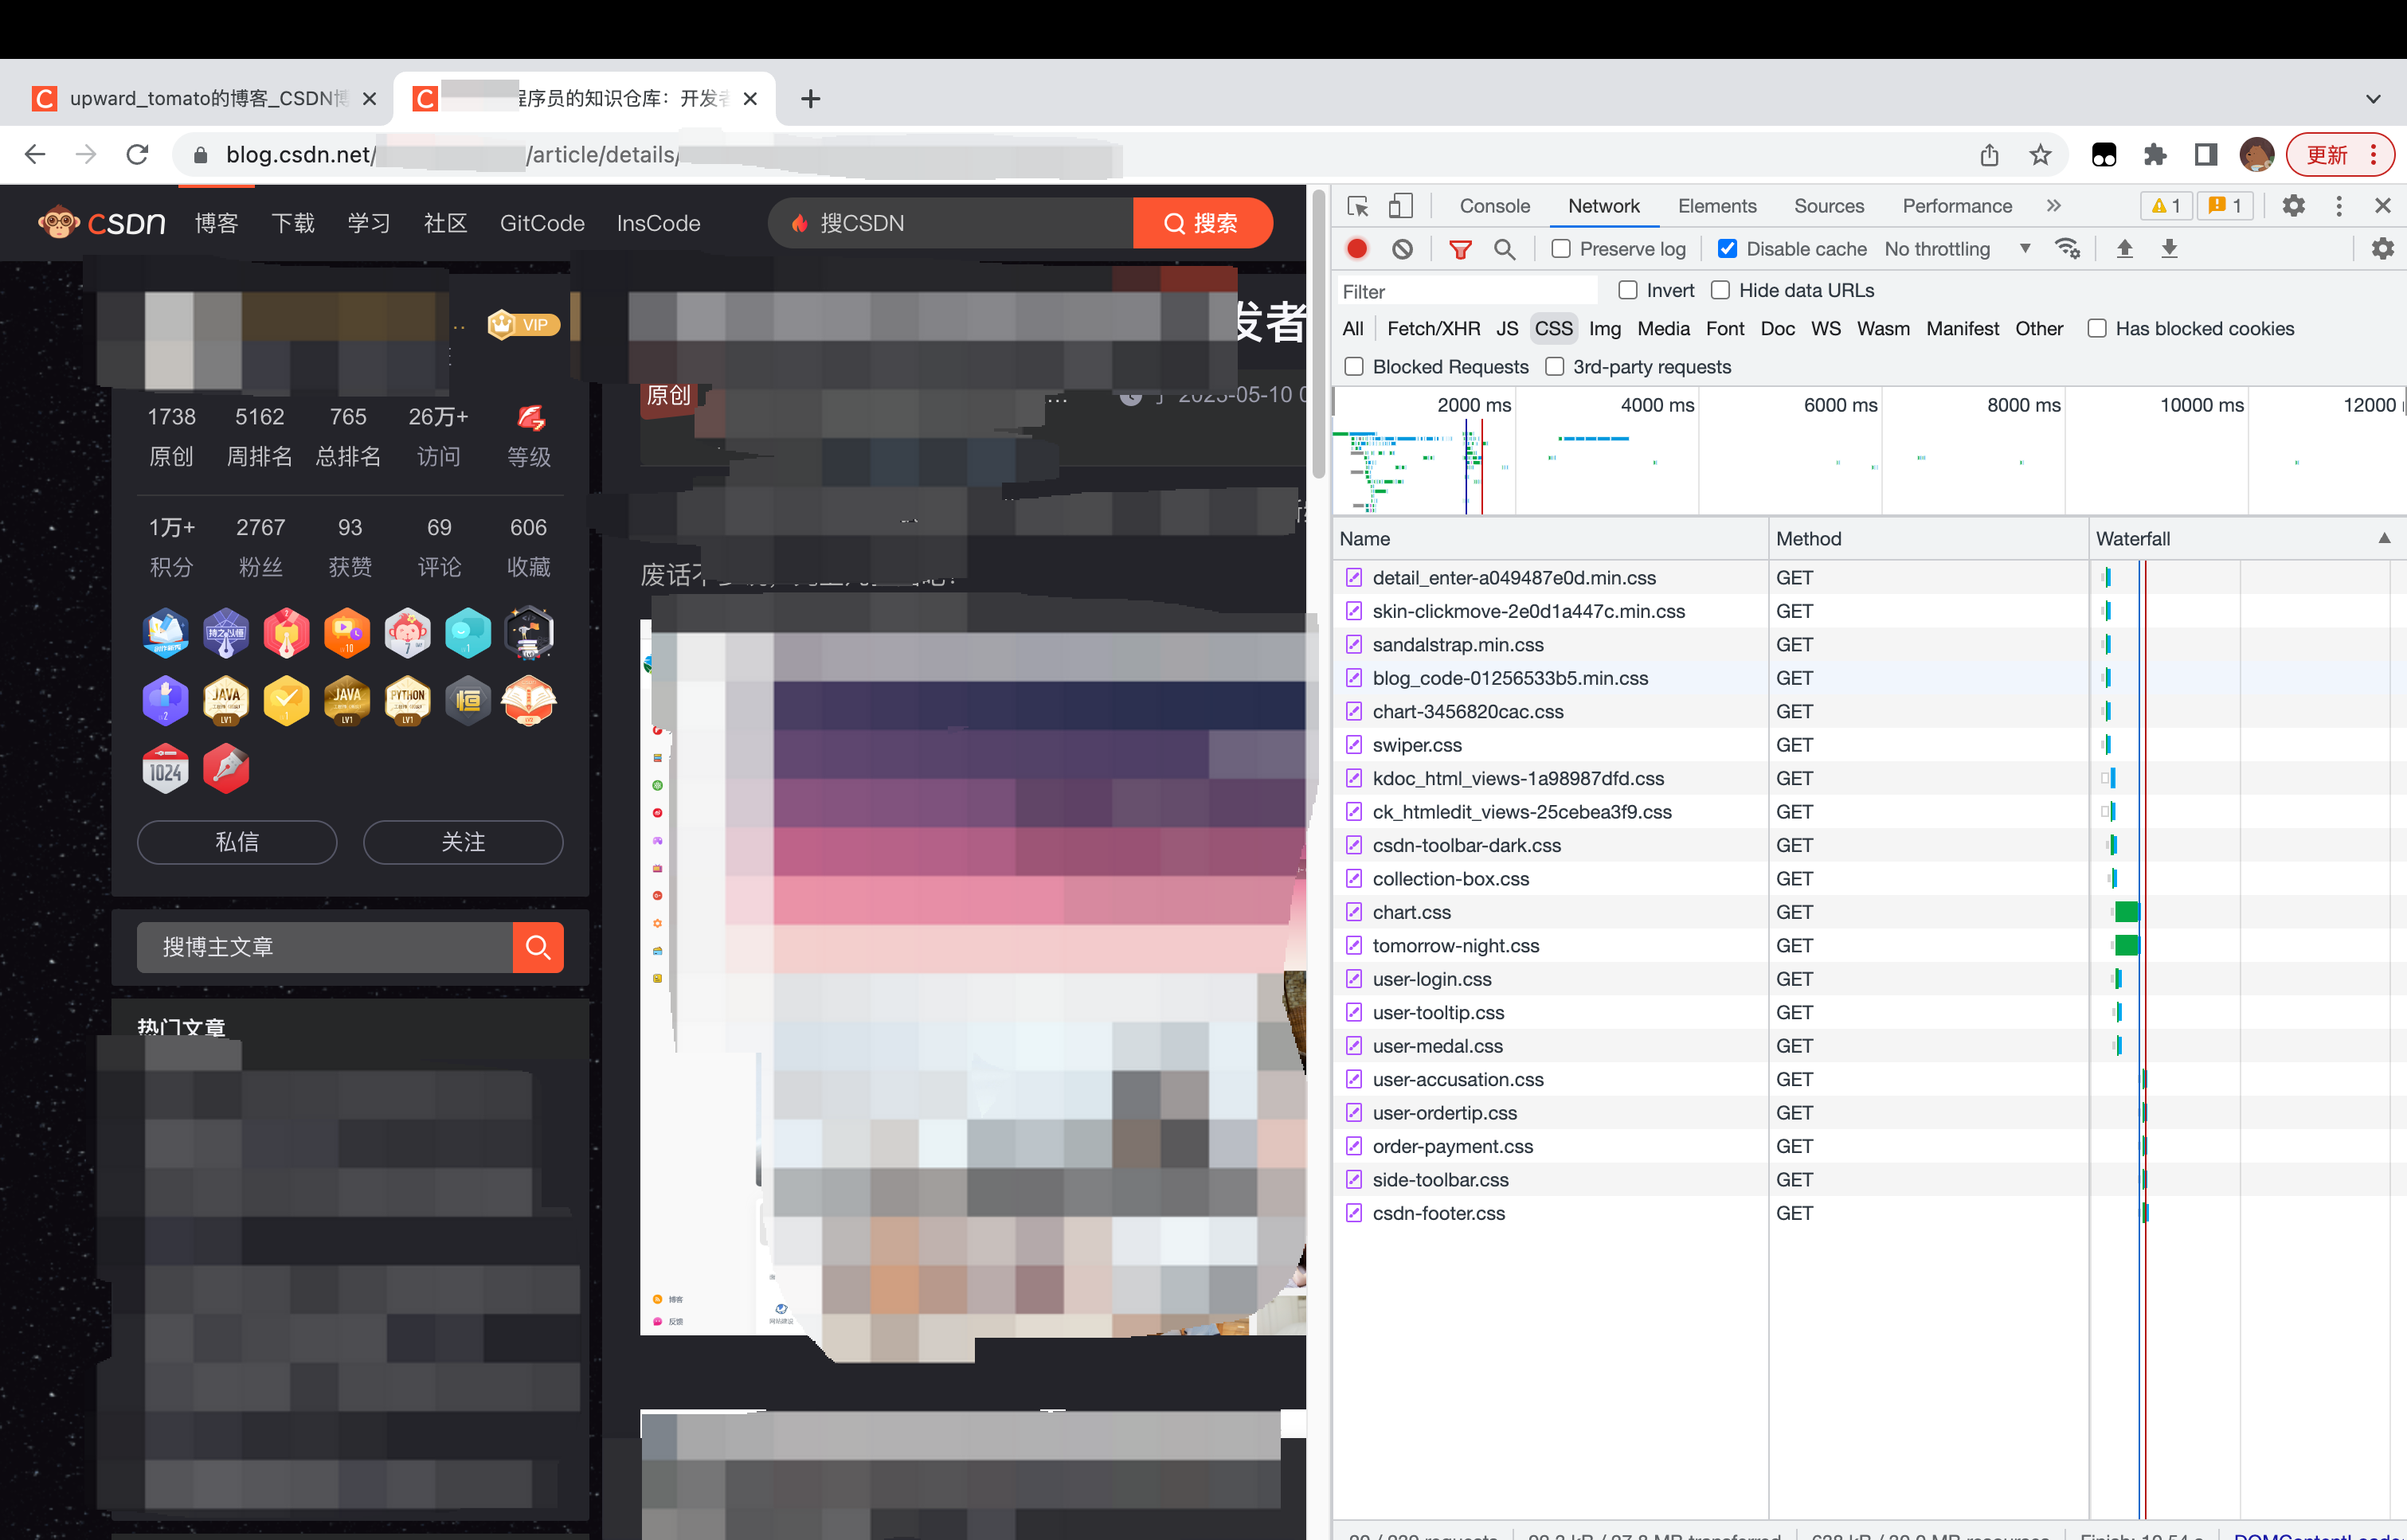 upward_tomato的博客_CSDN博
程序员的知识仓库：开发者
blog.csdn.net/
/article/details/
更新
CSDN 博客 下载 学习 社区 GitCode InsCode
搜CSDN 搜索
VIP
发者
1738 5162 765 26万+
原创 周排名 总排名 访问 等级
1万+ 2767 93 69 606
积分 粉丝 获赞 评论 收藏
持之以恒
JAVA LV1
JAVA LV1
PYTHON LV1
恒
1024
私信 关注
搜博主文章
热门文章
原创
2023-05-10
废话不
博客
反馈
Console Network Elements Sources Performance 1 1
Preserve log Disable cache No throttling
Filter Invert Hide data URLs
All Fetch/XHR JS CSS Img Media Font Doc WS Wasm Manifest Other Has blocked cookies
Blocked Requests 3rd-party requests
2000 ms 4000 ms 6000 ms 8000 ms 10000 ms 12000
Name Method Waterfall
detail_enter-a049487e0d.min.css GET
skin-clickmove-2e0d1a447c.min.css GET
sandalstrap.min.css GET
blog_code-01256533b5.min.css GET
chart-3456820cac.css GET
swiper.css GET
kdoc_html_views-1a98987dfd.css GET
ck_htmledit_views-25cebea3f9.css GET
csdn-toolbar-dark.css GET
collection-box.css GET
chart.css GET
tomorrow-night.css GET
user-login.css GET
user-tooltip.css GET
user-medal.css GET
user-accusation.css GET
user-ordertip.css GET
order-payment.css GET
side-toolbar.css GET
csdn-footer.css GET